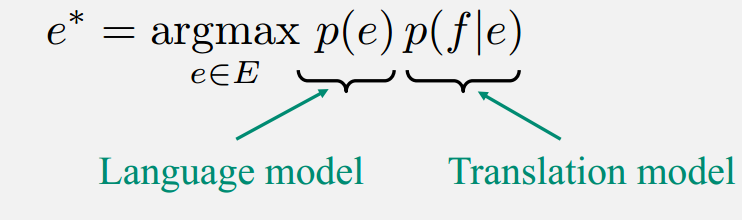 e* = argmax p(e) p(f|e)
e∈E
Language model
Translation model